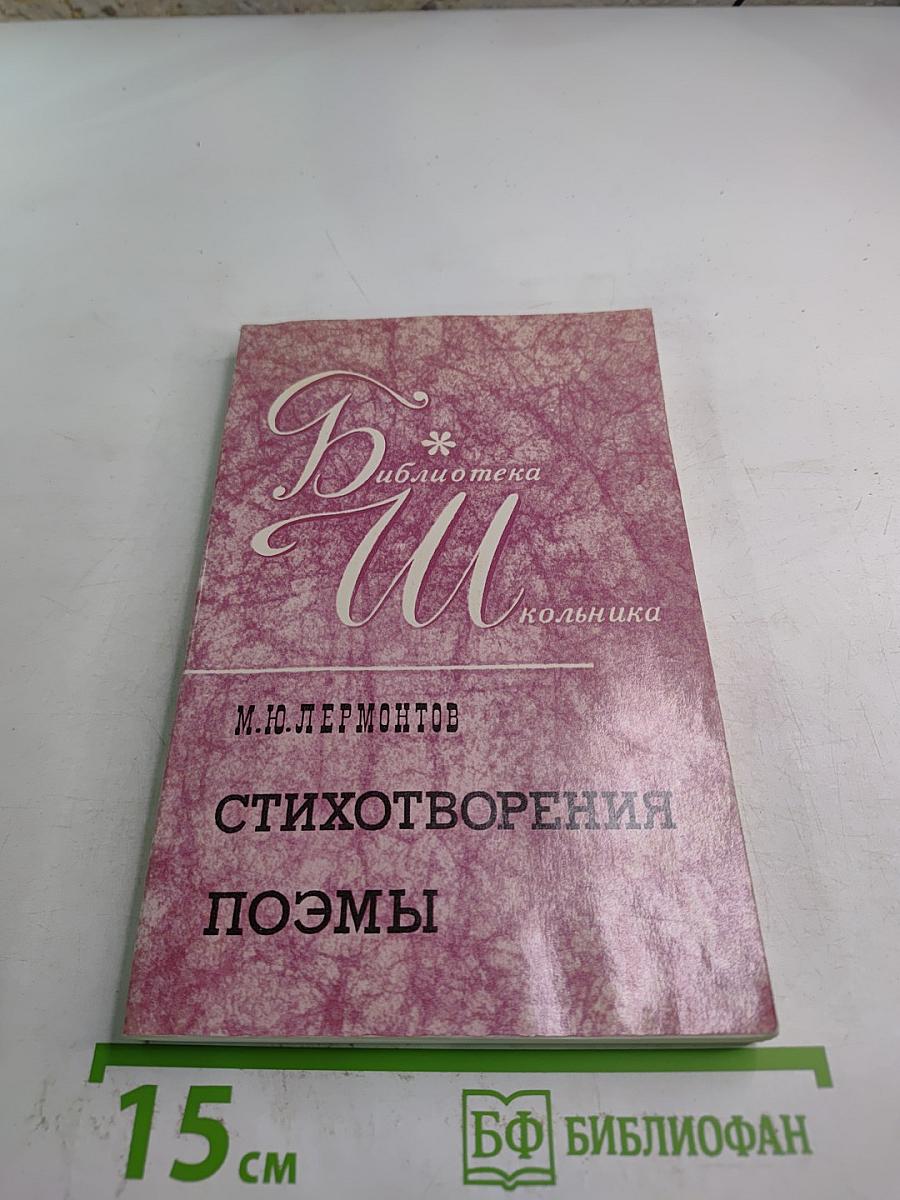 Библиотека
Школьника
М.Ю.ЛЕРМОНТОВ
СТИХОТВОРЕНИЯ
ПОЭМЫ
15 см
БФ БИБЛИОФАН